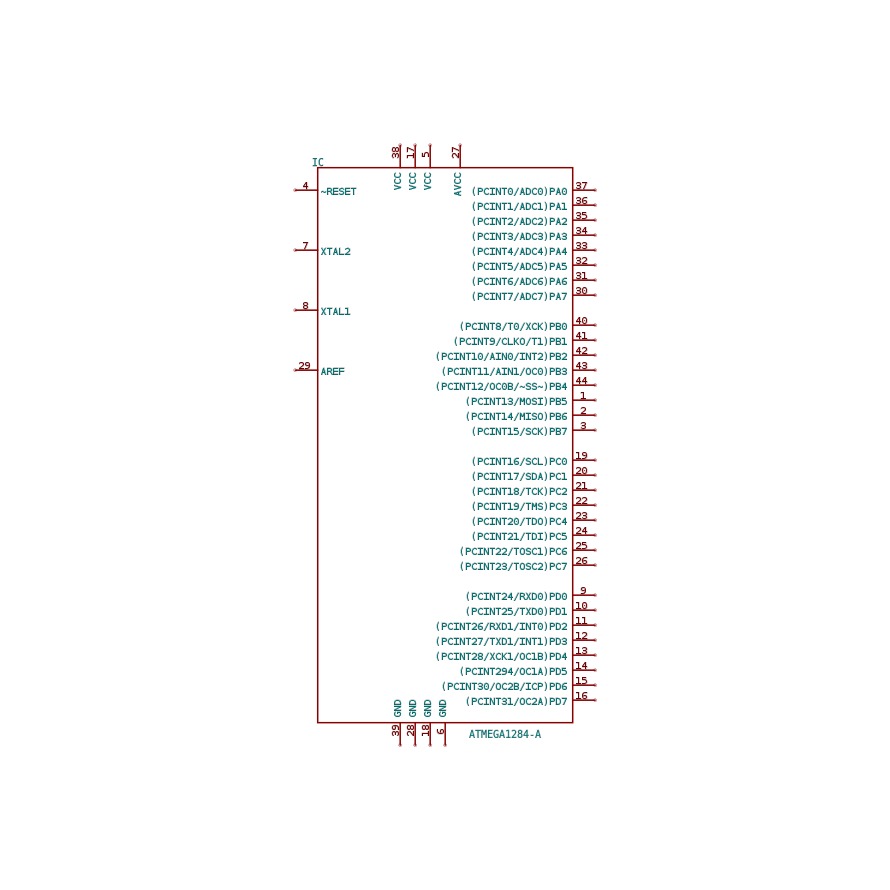 38
17
5
27
IC
VCC
VCC
VCC
AVCC
4
~RESET
(PCINT0/ADC0)PA0
37
(PCINT1/ADC1)PA1
36
(PCINT2/ADC2)PA2
35
(PCINT3/ADC3)PA3
34
7
XTAL2
(PCINT4/ADC4)PA4
33
(PCINT5/ADC5)PA5
32
(PCINT6/ADC6)PA6
31
(PCINT7/ADC7)PA7
30
8
XTAL1
(PCINT8/T0/XCK)PB0
40
(PCINT9/CLKO/T1)PB1
41
(PCINT10/AIN0/INT2)PB2
42
29
AREF
(PCINT11/AIN1/OC0)PB3
43
(PCINT12/OC0B/~SS~)PB4
44
(PCINT13/MOSI)PB5
1
(PCINT14/MISO)PB6
2
(PCINT15/SCK)PB7
3
(PCINT16/SCL)PC0
19
(PCINT17/SDA)PC1
20
(PCINT18/TCK)PC2
21
(PCINT19/TMS)PC3
22
(PCINT20/TDO)PC4
23
(PCINT21/TDI)PC5
24
(PCINT22/TOSC1)PC6
25
(PCINT23/TOSC2)PC7
26
(PCINT24/RXD0)PD0
9
(PCINT25/TXD0)PD1
10
(PCINT26/RXD1/INT0)PD2
11
(PCINT27/TXD1/INT1)PD3
12
(PCINT28/XCK1/OC1B)PD4
13
(PCINT294/OC1A)PD5
14
(PCINT30/OC2B/ICP)PD6
15
(PCINT31/OC2A)PD7
16
GND
GND
GND
GND
39
28
18
6
ATMEGA1284-A